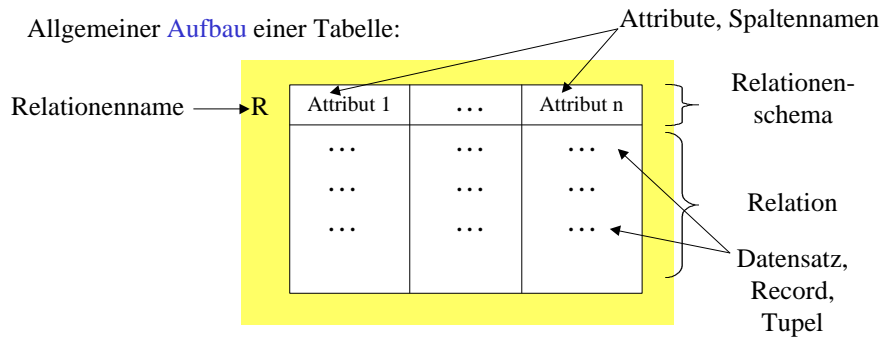 Allgemeiner Aufbau einer Tabelle:
Attribute, Spaltennamen
Relationenname
R
Attribut 1
...
Attribut n
Relationen-
schema
... ... ...
... ... ...
... ... ...
Relation
Datensatz,
Record,
Tupel